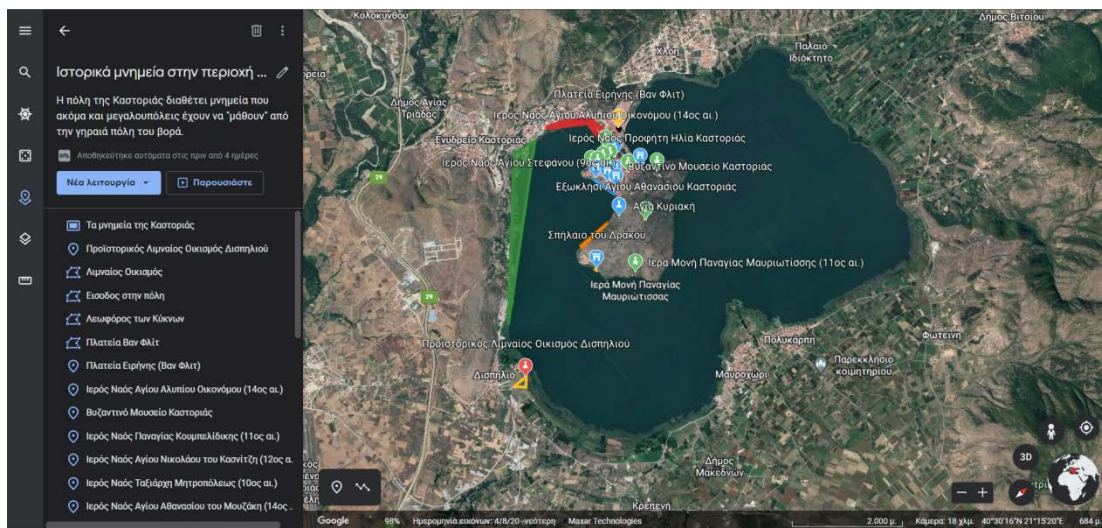 Ιστορικά μνημεία στην περιοχή ...
Η πόλη της Καστοριάς διαθέτει μνημεία που
ακόμα και μεγαλουπόλεις έχουν να "μάθουν" από
την γηραιά πόλη του βορά.
Αποθηκεύτηκε αυτόματα στις πριν από 4 ημέρες
Νέα λειτουργία
Παρουσιάστε
Τα μνημεία της Καστοριάς
Προϊστορικός Λιμναίος Οικισμός Δισπηλιού
Λιμναίος Οικισμός
Εισοδος στην πόλη
Λεωφόρος των Κύκνων
Πλατεία Βαν Φλίτ
Πλατεία Ειρήνης (Βαν Φλιτ)
Ιερός Ναός Αγίου Αλυπίου Οικονόμου (14ος αι.)
Βυζαντινό Μουσείο Καστοριάς
Ιερός Ναός Παναγίας Κουμπελίδικης (11ος αι.)
Ιερός Ναός Αγίου Νικολάου του Κασνίτζη (12ος α.
Ιερός Ναός Ταξιάρχη Μητροπόλεως (10ος αι.)
Ιερός Ναός Αγίου Αθανασίου του Μουζάκη (14ος .
Κολοκυνθού
Δήμος Βιτσίου
Χλόη
Παλαιό
Ιδιόκτητο
Πλατεία Ειρήνης (Βαν Φλιτ)
Δήμος Αγίας
Τριάδας
Ιερός Ναός Αγίου Αλυπίου Οικονόμου (14ος αι.)
Ενυδρείο Καστοριάς
Ιερός Ναός Προφήτη Ηλία Καστοριάς
Ιερός Ναός Αγίου Στεφάνου (9ος αι.)
Βυζαντινό Μουσείο Καστοριάς
29
Εξωκλήσι Αγίου Αθανασίου Καστοριάς
Αγία Κυριακή
Σπήλαιο του Δράκου
Ιερά Μονή Παναγίας Μαυριωτίσσης (11ος αι.)
Ιερά Μονή Παναγίας
Μαυριώτισσας
29
Φωτεινή
Πολυκάρπη
Προϊστορικός Λιμναίος Οικισμός Δισπηλιού
Παρεκκλήσιο
κοιμητηρίου.
Δισπηλιό
Μαυροχώρι
Δήμος
Μακεδνών
3D
Κρεπενή
Google
98%
Ημερομηνία εικόνων: 4/8/20-νεότερη
Maxar Technologies
2.000 μ.
Κάμερα: 18 χλμ.
40°30'16"N 21°15'20"E
684 μ